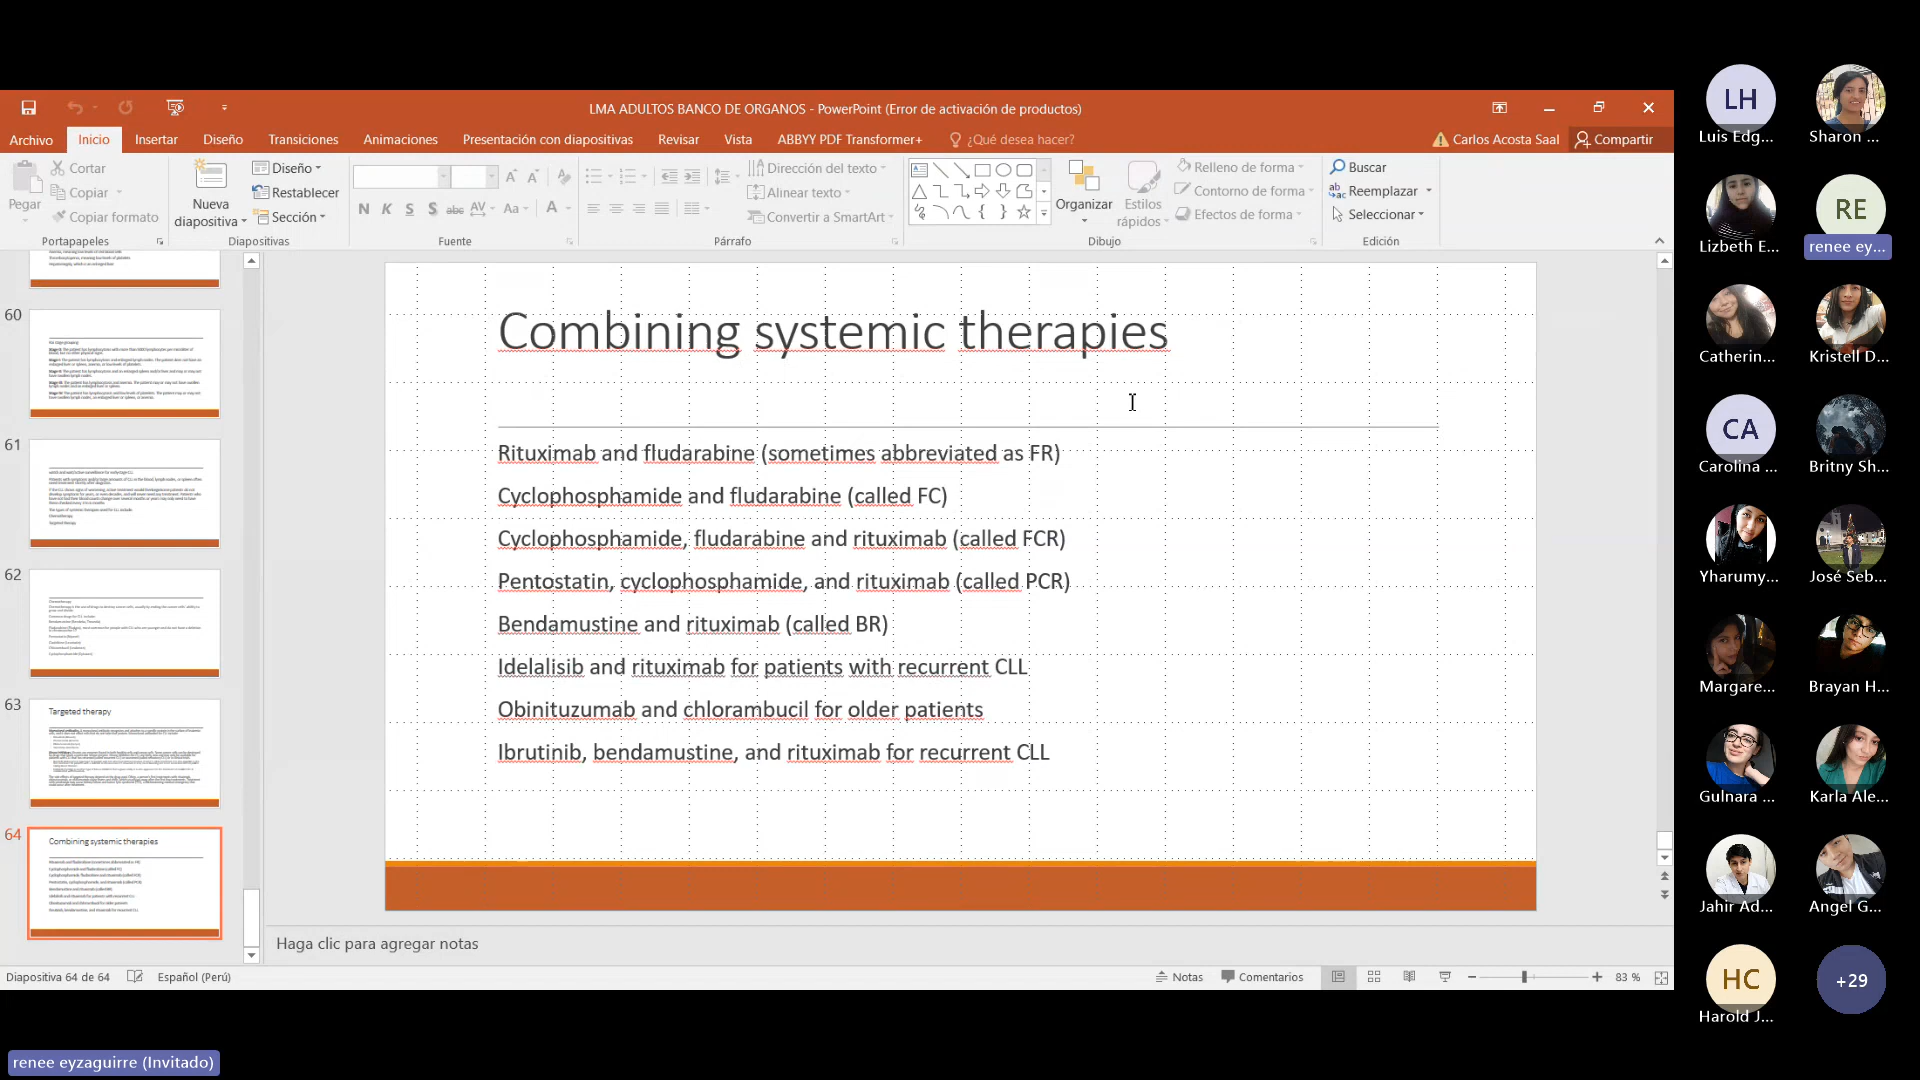 LMA ADULTOS BANCO DE ORGANOS - PowerPoint (Error de activación de productos)
Archivo
Inicio
Insertar
Diseño
Transiciones
Animaciones
Presentación con diapositivas
Revisar
Vista
ABBYY PDF Transformer+
¿Qué desea hacer?
Carlos Acosta Saal
Compartir
Pegar
Cortar
Copiar
Copiar formato
Portapapeles
Nueva
diapositiva
Diseño
Restablecer
Sección
Diapositivas
N K S S abc AV Aa A
Fuente
Dirección del texto
Alinear texto
Convertir a SmartArt
Párrafo
Organizar
Estilos
rápidos
Relleno de forma
Contorno de forma
Efectos de forma
Dibujo
Buscar
Reemplazar
Seleccionar
Edición
60
61
62
63
Targeted therapy
64
Combining systemic therapies
Combining systemic therapies
Rituximab and fludarabine (sometimes abbreviated as FR)
Cyclophosphamide and fludarabine (called FC)
Cyclophosphamide, fludarabine and rituximab (called FCR)
Pentostatin, cyclophosphamide, and rituximab (called PCR)
Bendamustine and rituximab (called BR)
Idelalisib and rituximab for patients with recurrent CLL
Obinituzumab and chlorambucil for older patients
Ibrutinib, bendamustine, and rituximab for recurrent CLL
Haga clic para agregar notas
Diapositiva 64 de 64
Español (Perú)
Notas
Comentarios
83 %
LH
Luis Edg...
Sharon ...
Lizbeth E...
RE
renee ey...
Catherin...
Kristell D...
CA
Carolina ...
Britny Sh...
Yharumy...
José Seb...
Margare...
Brayan H...
Gulnara ...
Karla Ale...
Jahir Ad...
Angel G...
HC
Harold J...
+29
renee eyzaguirre (Invitado)